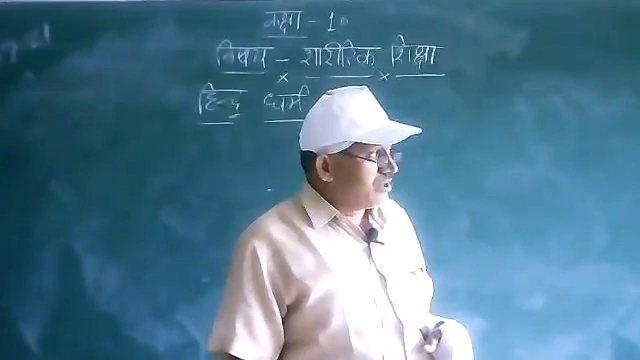 कक्षा - 10
विषय - शारीरिक शिक्षा
हिन्दू धर्म